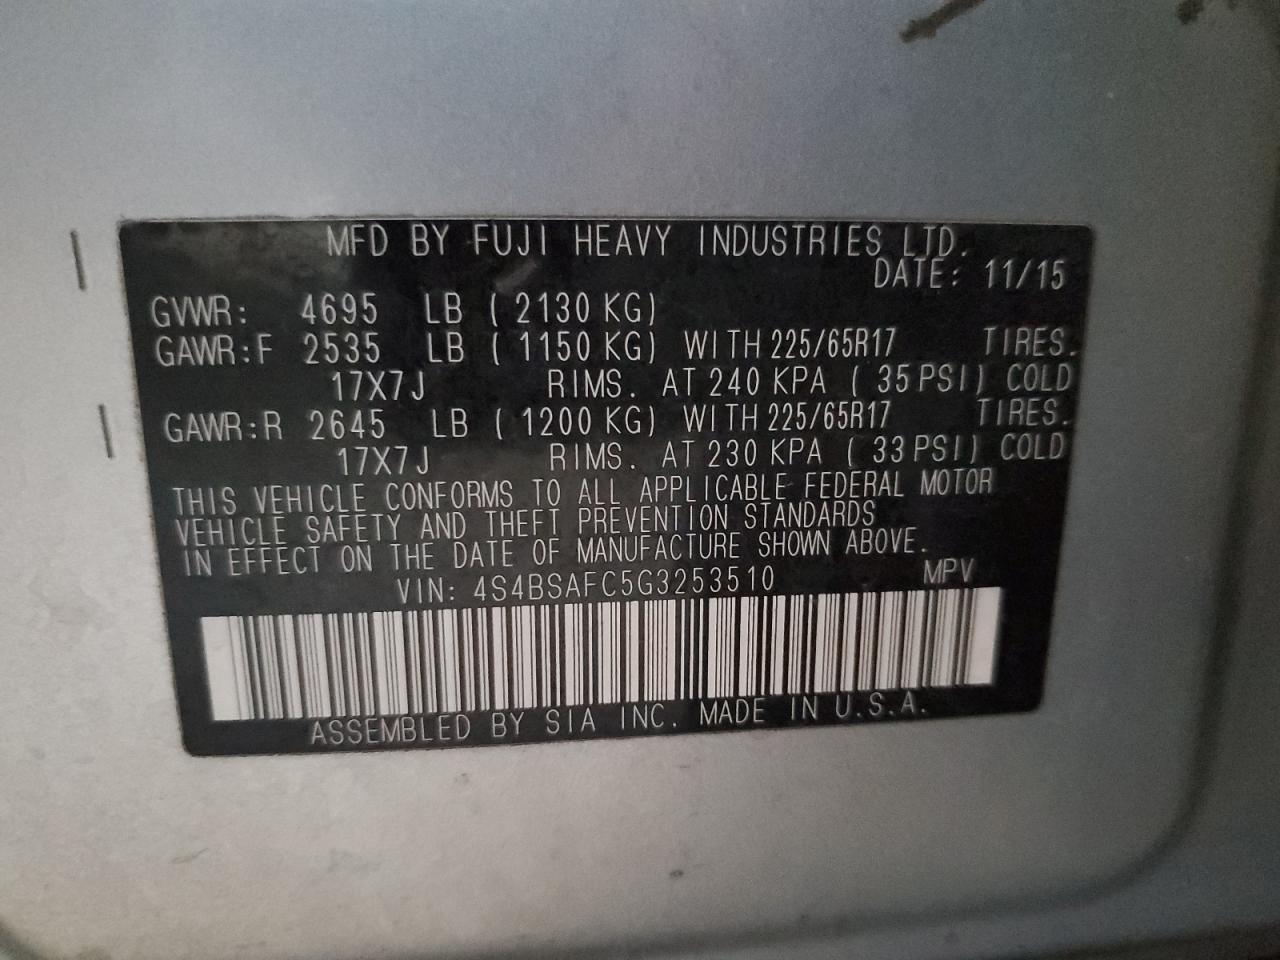 MFD BY FUJI HEAVY INDUSTRIES LTD.
DATE: 11/15
GVWR: 4695 LB ( 2130 KG)
GAWR:F 2535 LB ( 1150 KG) WITH 225/65R17 TIRES.
17X7J RIMS. AT 240 KPA ( 35 PSI) COLD
GAWR:R 2645 LB ( 1200 KG) WITH 225/65R17 TIRES.
17X7J RIMS. AT 230 KPA ( 33 PSI) COLD
THIS VEHICLE CONFORMS TO ALL APPLICABLE FEDERAL MOTOR
VEHICLE SAFETY AND THEFT PREVENTION STANDARDS
IN EFFECT ON THE DATE OF MANUFACTURE SHOWN ABOVE.
VIN: 4S4BSAFC5G3253510 MPV
ASSEMBLED BY SIA INC. MADE IN U.S.A.